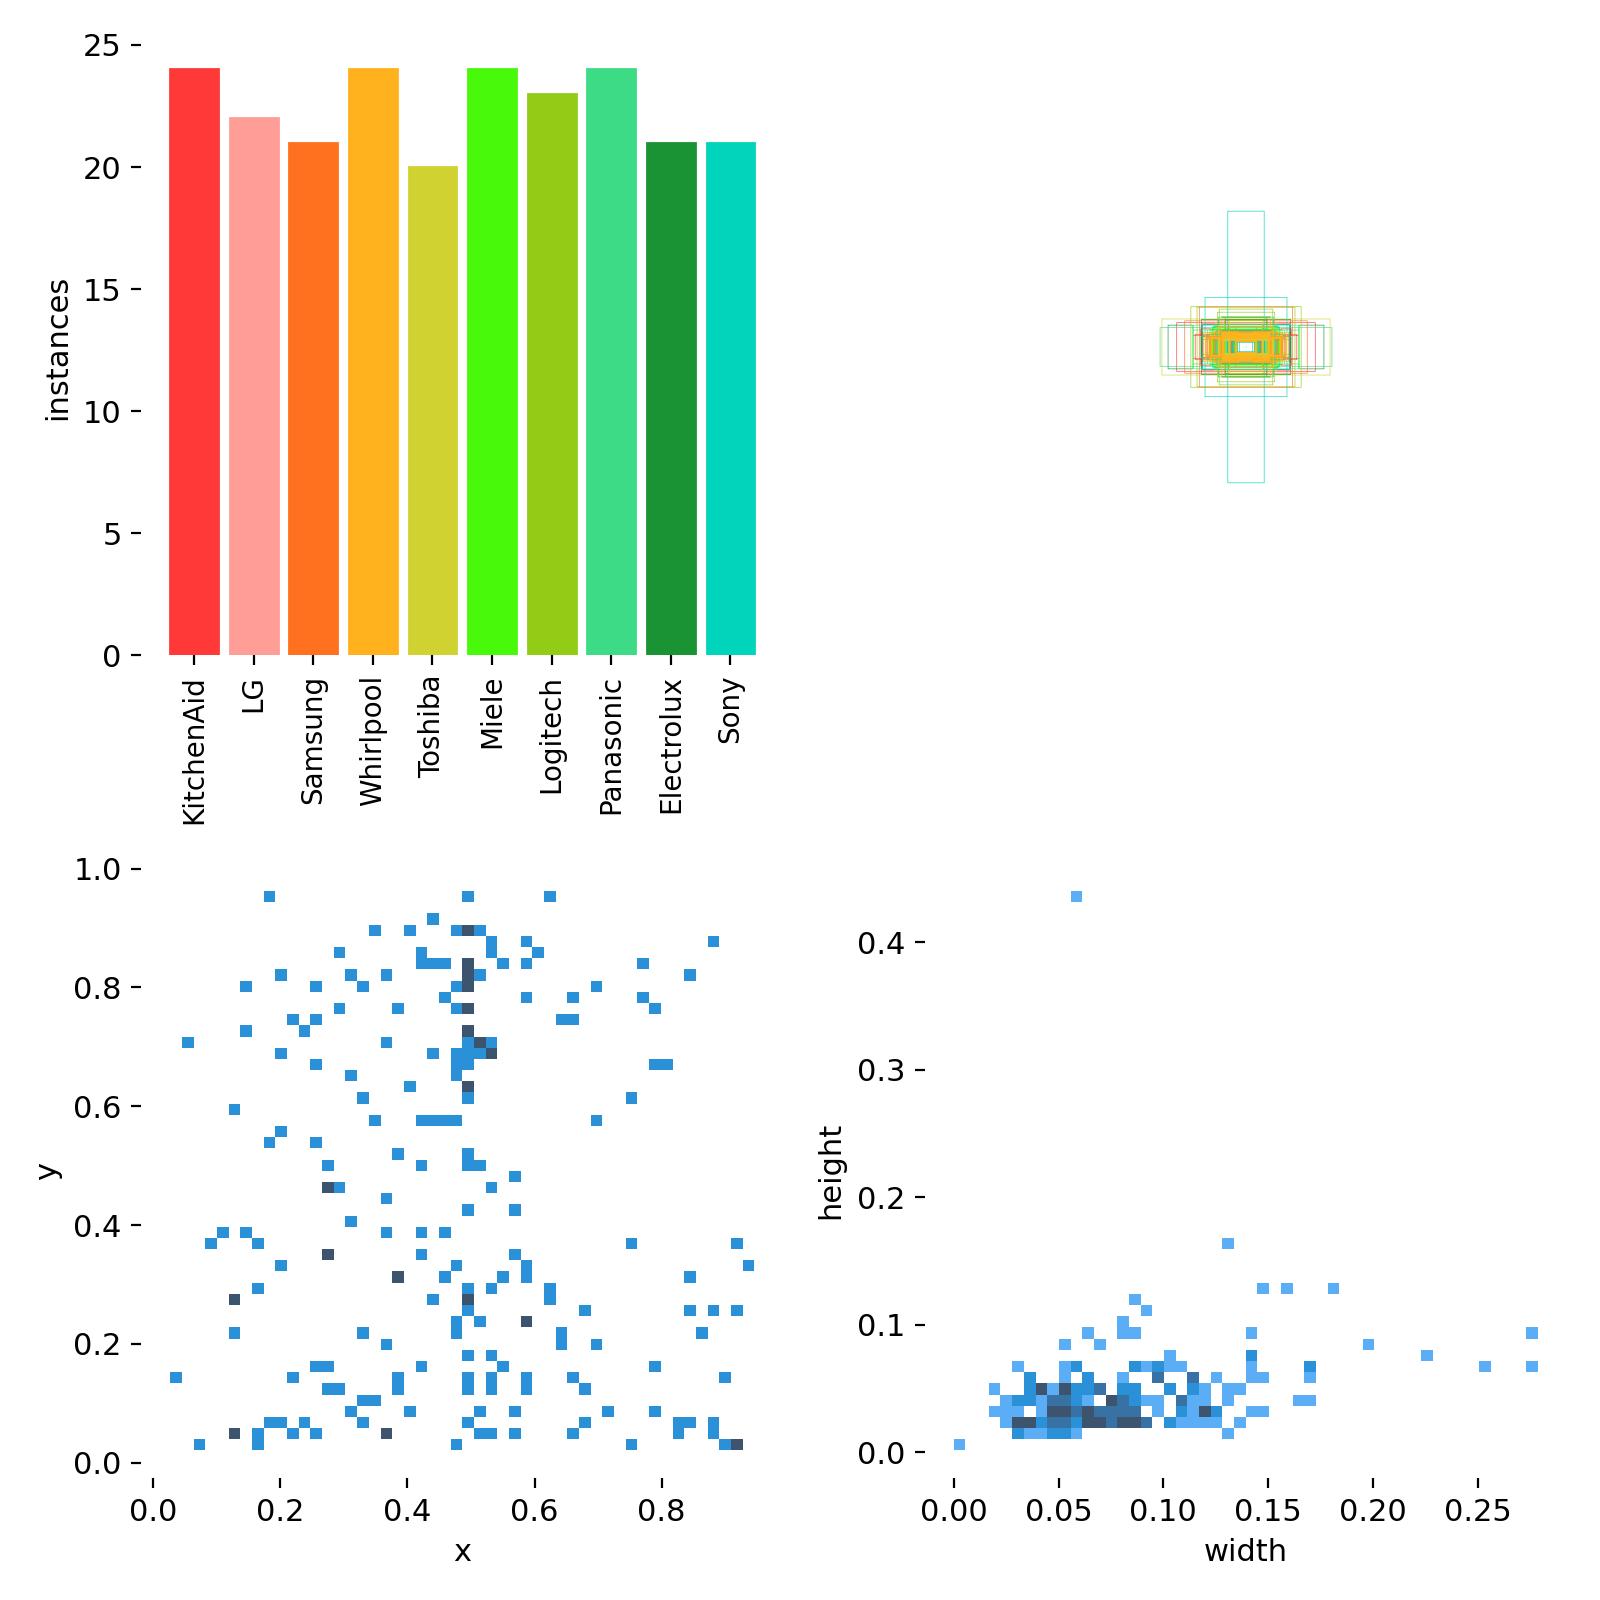 25
20
15
10
5
0
instances
KitchenAid
LG
Samsung
Whirlpool
Toshiba
Miele
Logitech
Panasonic
Electrolux
Sony
1.0
0.8
0.6
0.4
0.2
0.0
y
0.0 0.2 0.4 0.6 0.8
x
0.4
0.3
0.2
0.1
0.0
height
0.00 0.05 0.10 0.15 0.20 0.25
width